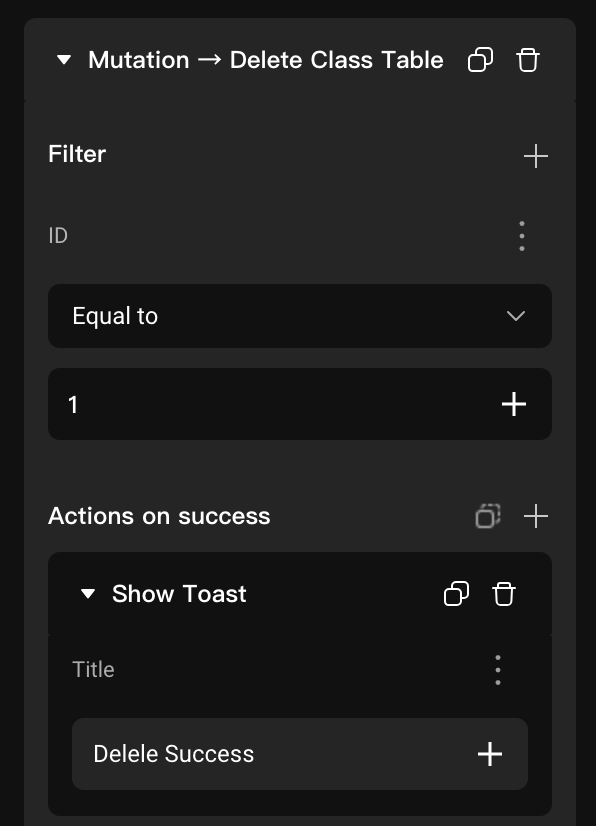 Mutation → Delete Class Table
Filter
ID
Equal to
1
Actions on success
Show Toast
Title
Delele Success